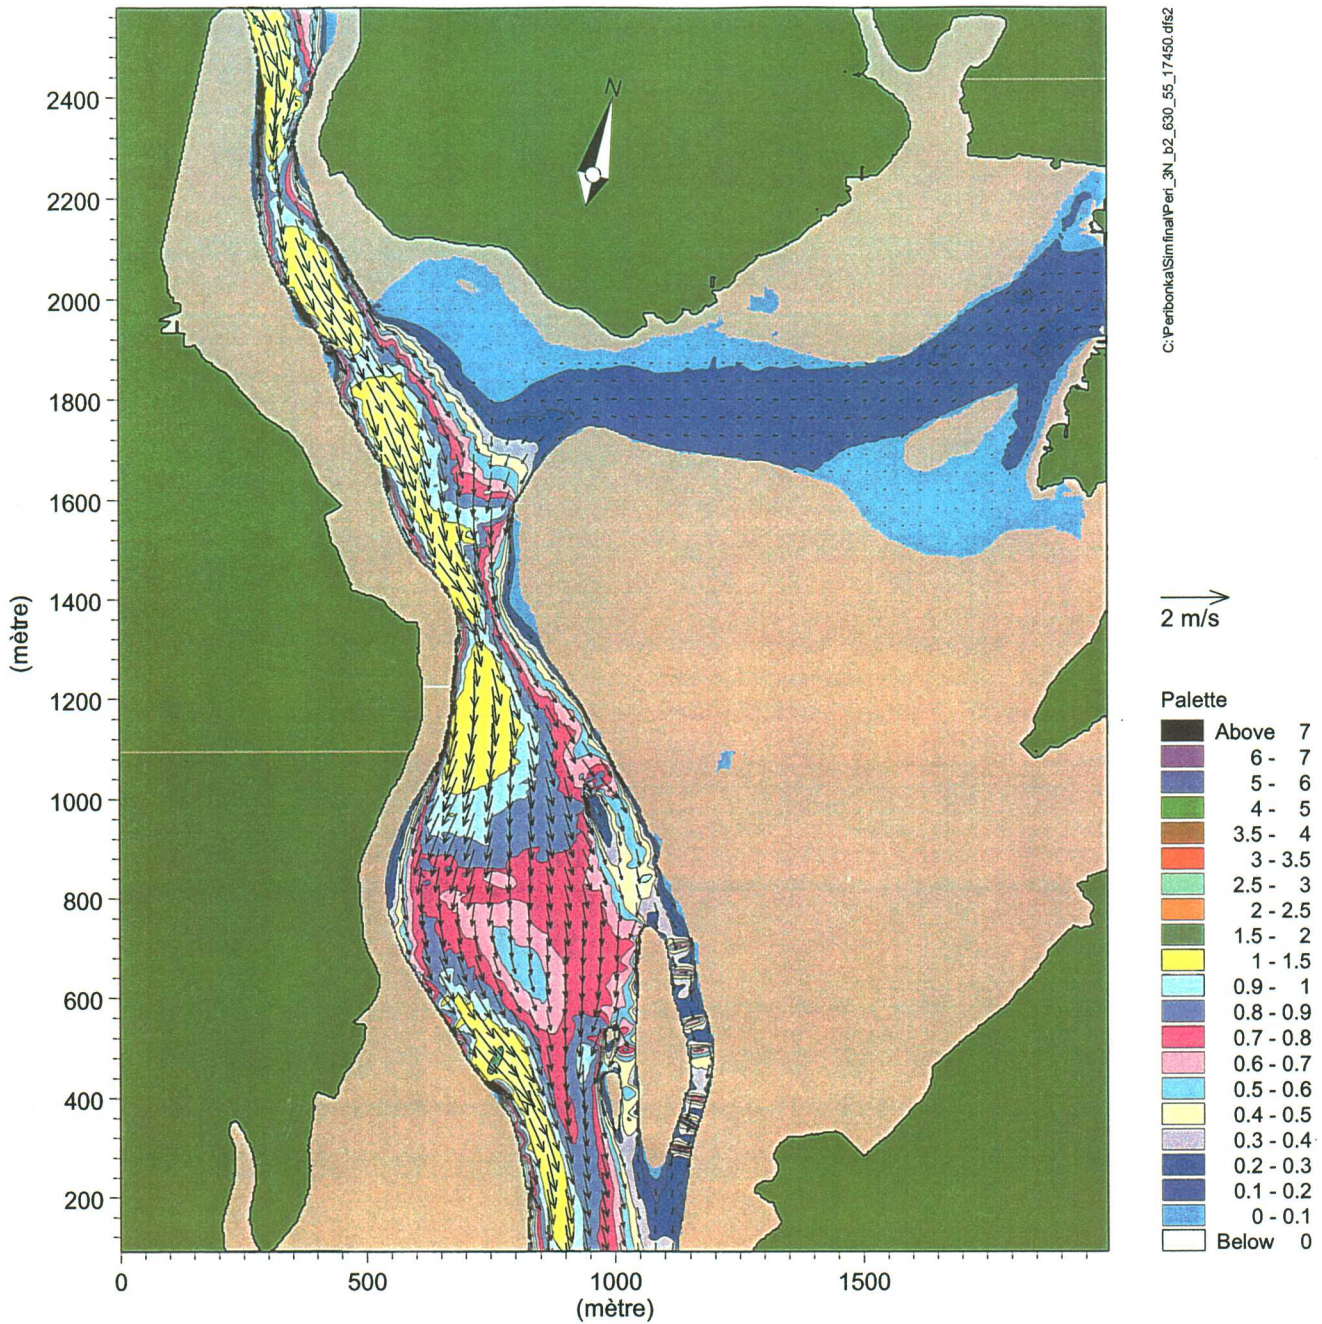 C:\Peribonka\Simfinal\Peri_3N_b2_630_55_17450.dfs2
N
2400
2200
2000
1800
1600
1400
1200
1000
800
600
400
200
(mètre)
0 500 1000 1500
(mètre)
2 m/s
Palette
Above 7
6 - 7
5 - 6
4 - 5
3.5 - 4
3 - 3.5
2.5 - 3
2 - 2.5
1.5 - 2
1 - 1.5
0.9 - 1
0.8 - 0.9
0.7 - 0.8
0.6 - 0.7
0.5 - 0.6
0.4 - 0.5
0.3 - 0.4
0.2 - 0.3
0.1 - 0.2
0 - 0.1
Below 0